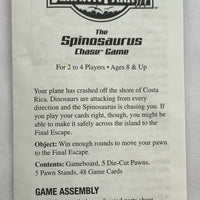 The
Spinosaurus
Chase™ Game
For 2 to 4 Players • Ages 8 & Up
Your plane has crashed off the shore of Costa
Rica. Dinosaurs are attacking from every
direction and the Spinosaurus is chasing you. If
you play your cards right, though, you might be
able to make it safely across the island to the
Final Escape.
Object: Win enough rounds to move your pawn to
the Final Escape.
Contents: Gameboard, 5 Die-Cut Pawns,
5 Pawn Stands, 48 Game Cards
GAME ASSEMBLY